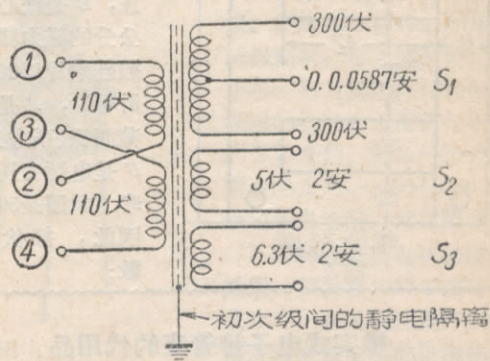 300伏
①
110伏
0.0.0587安 S₁
③
300伏
②
5伏 2安 S₂
110伏
④
6.3伏 2安 S₃
初次级间的静电隔离